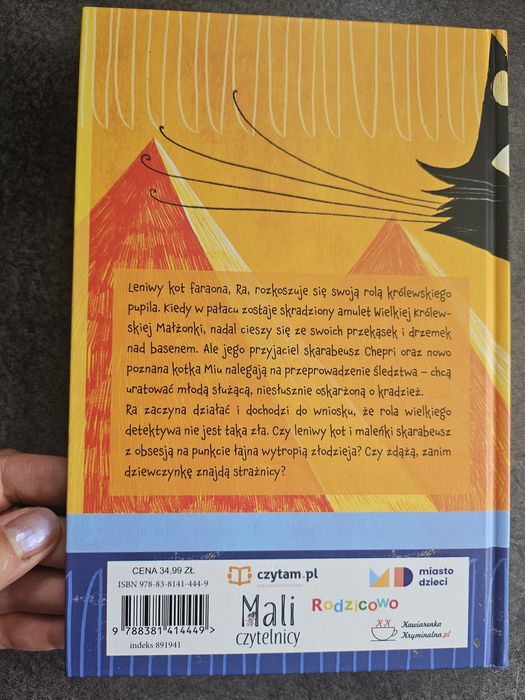 Leniwy kot faraona, Ra, rozkoszuje się swoją rolą królewskiego
pupila. Kiedy w pałacu zostaje skradziony amulet Wielkiej Królew-
skiej Małżonki, nadal cieszy się ze swoich przekąsek i drzemek
nad basenem. Ale jego przyjaciel skarabeusz Chepri oraz nowo
poznana kotka Miu nalegają na przeprowadzenie śledztwa – chcą
uratować młodą służącą, niesłusznie oskarżoną o kradzież.
Ra zaczyna działać i dochodzi do wniosku, że rola wielkiego
detektywa nie jest taka zła. Czy leniwy kot i maleńki skarabeusz
z obsesją na punkcie łajna wytropią złodzieja? Czy zdążą, zanim
dziewczynkę znajdą strażnicy?
CENA 34,99 ZŁ
ISBN 978-83-8141-444-9
9 788381 414449 >
indeks 891941
czytam.pl
miasto
dzieci
Mali
czytelnicy
Rodzicowo
KK
Kawiarenka
Kryminalna.pl